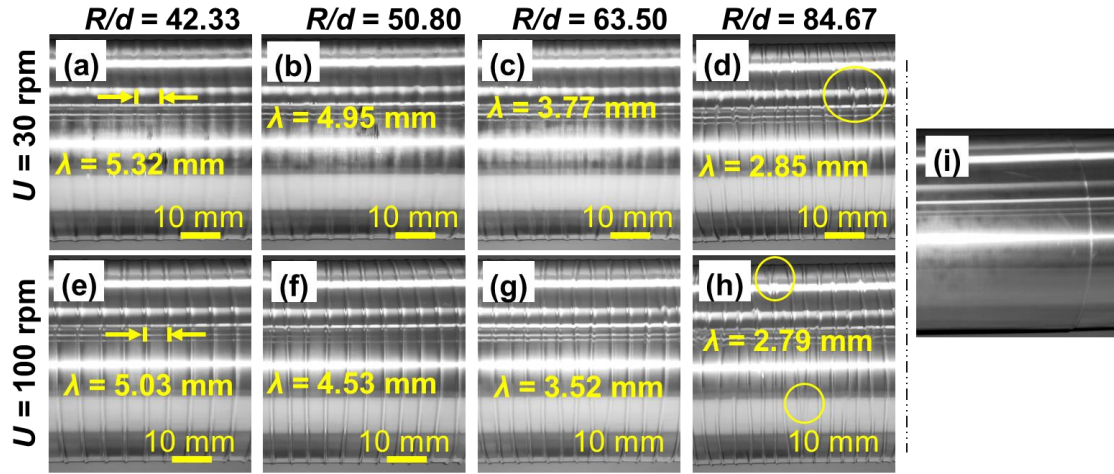 R/d = 42.33
R/d = 50.80
R/d = 63.50
R/d = 84.67
U = 30 rpm
(a)
λ = 5.32 mm
10 mm
(b)
λ = 4.95 mm
10 mm
(c)
λ = 3.77 mm
10 mm
(d)
λ = 2.85 mm
10 mm
(i)
U = 100 rpm
(e)
λ = 5.03 mm
10 mm
(f)
λ = 4.53 mm
10 mm
(g)
λ = 3.52 mm
10 mm
(h)
λ = 2.79 mm
10 mm